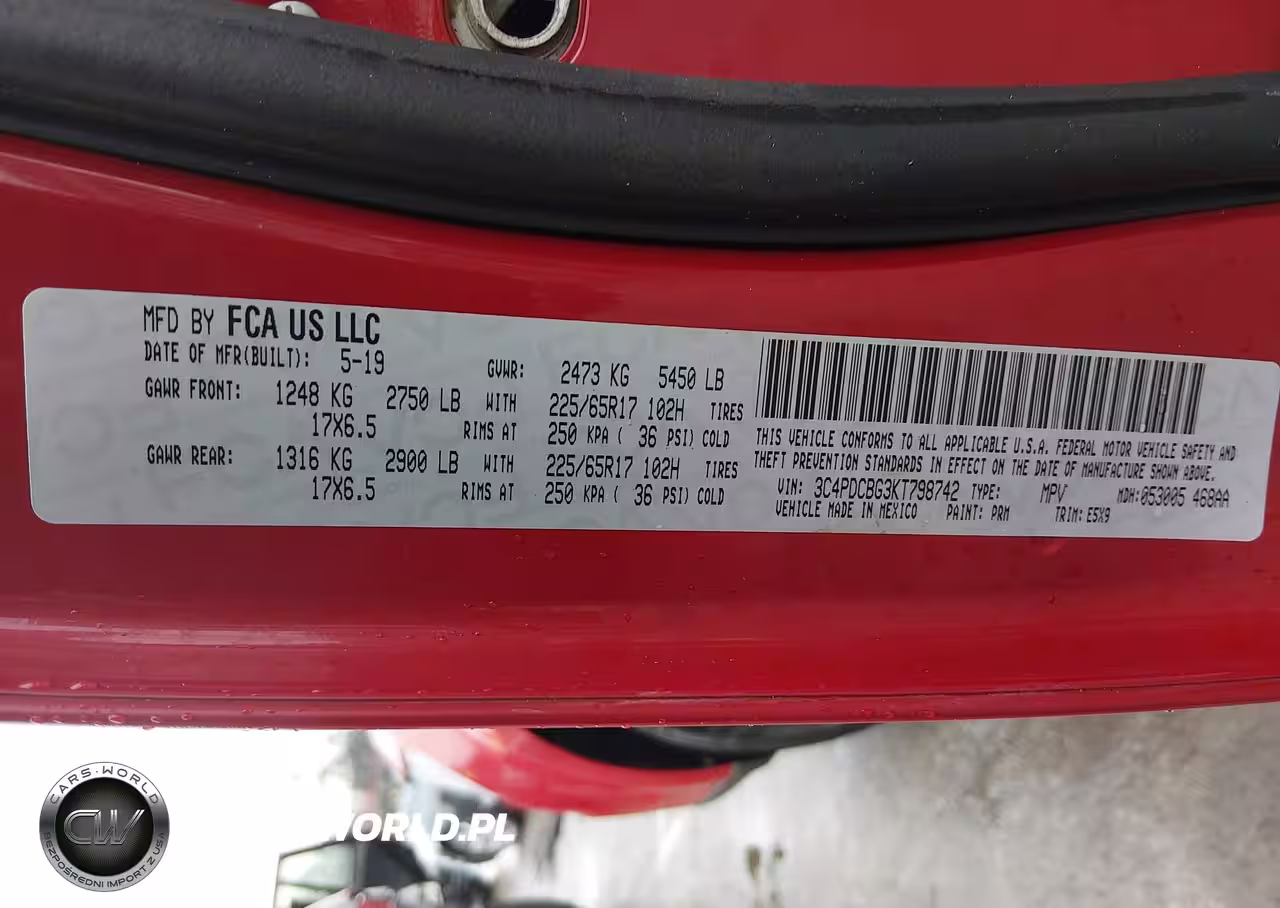 MFD BY FCA US LLC
DATE OF MFR(BUILT): 5-19 GVWR: 2473 KG 5450 LB
GAWR FRONT: 1248 KG 2750 LB WITH 225/65R17 102H TIRES
17X6.5 RIMS AT 250 KPA ( 36 PSI) COLD
GAWR REAR: 1316 KG 2900 LB WITH 225/65R17 102H TIRES
17X6.5 RIMS AT 250 KPA ( 36 PSI) COLD
THIS VEHICLE CONFORMS TO ALL APPLICABLE U.S.A. FEDERAL MOTOR VEHICLE SAFETY AND
THEFT PREVENTION STANDARDS IN EFFECT ON THE DATE OF MANUFACTURE SHOWN ABOVE.
VIN: 3C4PDCBG3KT798742 TYPE: MPV MDH: 053005 468AA
VEHICLE MADE IN MEXICO PAINT: PRM TRIM: E5X9
CARS-WORLD
CW
BEZPOŚREDNI IMPORT Z USA
WORLD.PL